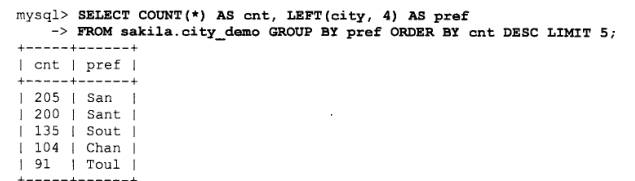 mysql> SELECT COUNT(*) AS cnt, LEFT(city, 4) AS pref
-> FROM sakila.city_demo GROUP BY pref ORDER BY cnt DESC LIMIT 5;
+-----+------+
| cnt | pref |
+-----+------+
| 205 | San |
| 200 | Sant |
| 135 | Sout |
| 104 | Chan |
| 91 | Toul |
+-----+------+